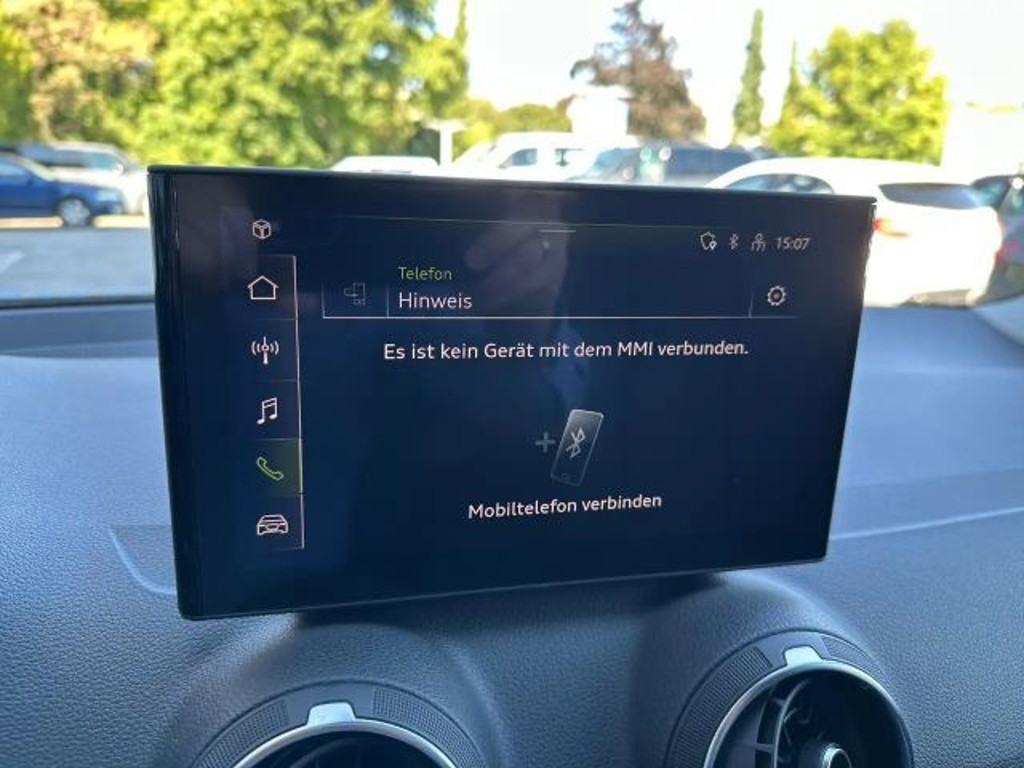 15:07
Telefon
Hinweis
Es ist kein Gerät mit dem MMI verbunden.
Mobiltelefon verbinden